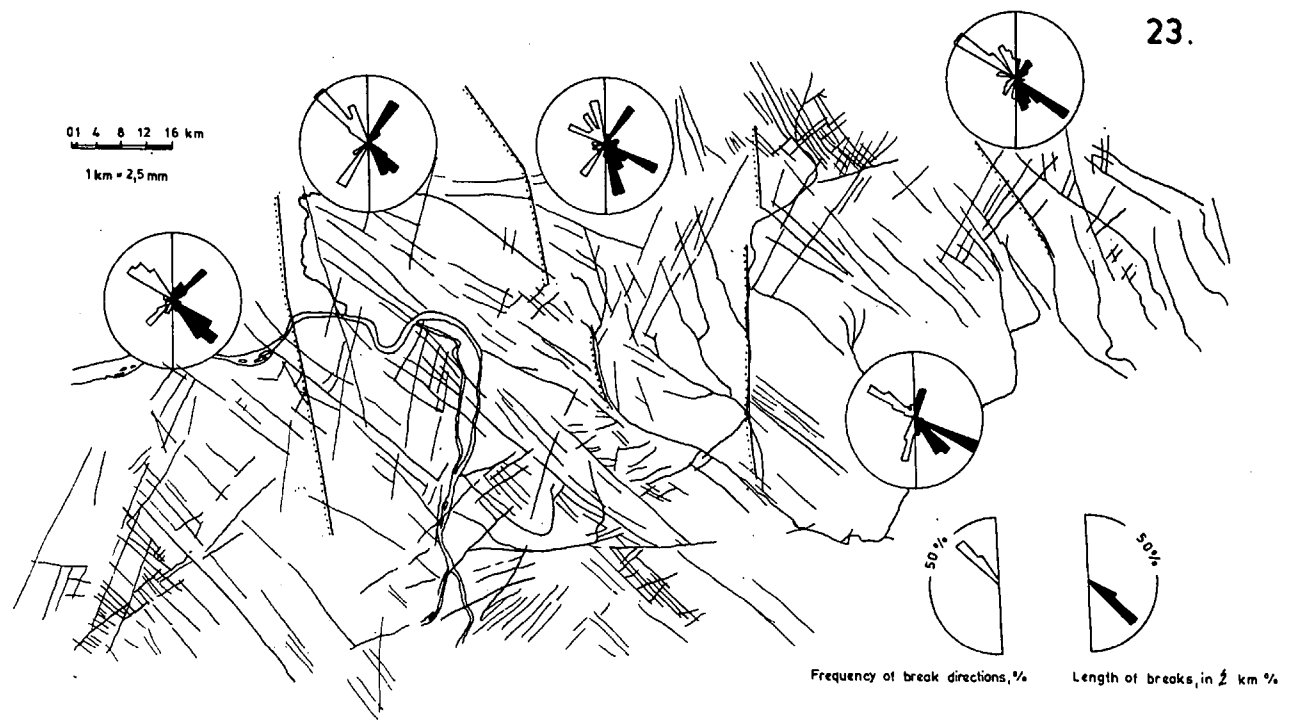 23.
01 4 8 12 16 km
1 km = 2,5 mm
50%
50%
Frequency of break directions, %
Length of breaks, in km %